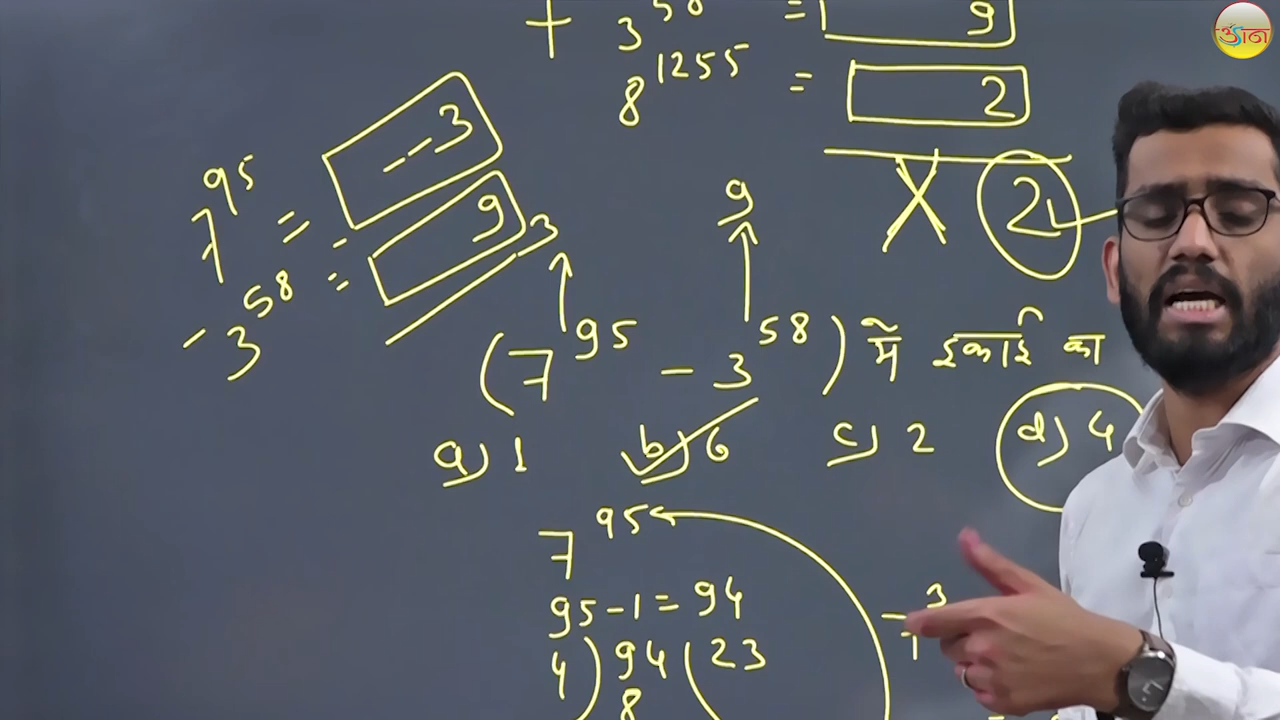 ज्ञान
+ 3^58 = 9
8^1255 = 2
X 2
7^95 = --3
-3^58 = 9
3
9
(7^95 - 3^58) में इकाई का
a) 1 b) 6 c) 2 d) 4
7^95
95-1 = 94
4)94(23
8